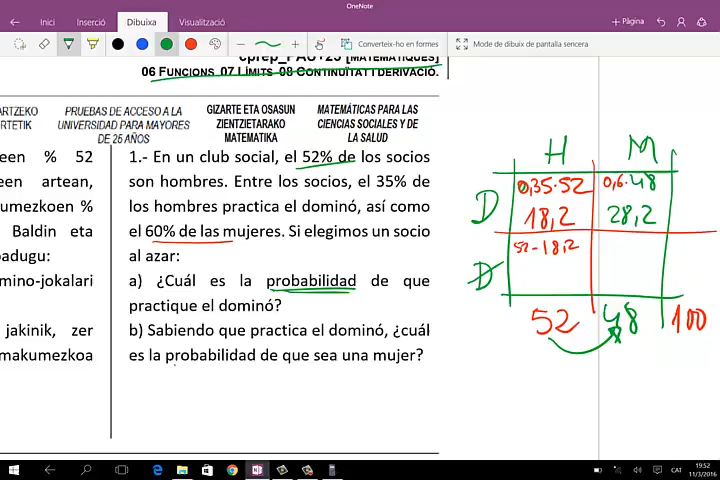 OneNote
Inici Inserció Dibuixa Visualització + Pàgina
Converteix-ho en formes Mode de dibuix de pantalla sencera
cprep_PAU+25 [MATEMÀTIQUES]
06 FUNCIONS 07 LÍMITS 08 CONTINUÏTAT I DERIVACIÓ.
ARTZEKO PRUEBAS DE ACCESO A LA GIZARTE ETA OSASUN MATEMÁTICAS PARA LAS
RTETIK UNIVERSIDAD PARA MAYORES ZIENTZIETARAKO CIENCIAS SOCIALES Y DE
DE 25 AÑOS MATEMATIKA LA SALUD
een % 52
een artean,
umezkoen %
Baldin eta
adugu:
mino-jokalari
jakinik, zer
makumezkoa
1.- En un club social, el 52% de los socios
son hombres. Entre los socios, el 35% de
los hombres practica el dominó, así como
el 60% de las mujeres. Si elegimos un socio
al azar:
a) ¿Cuál es la probabilidad de que
practique el dominó?
b) Sabiendo que practica el dominó, ¿cuál
es la probabilidad de que sea una mujer?
H M
0,35·52 0,6·48
D 18,2 28,2
52-18,2
D
52 48 100
CAT
19:52
11/3/2016